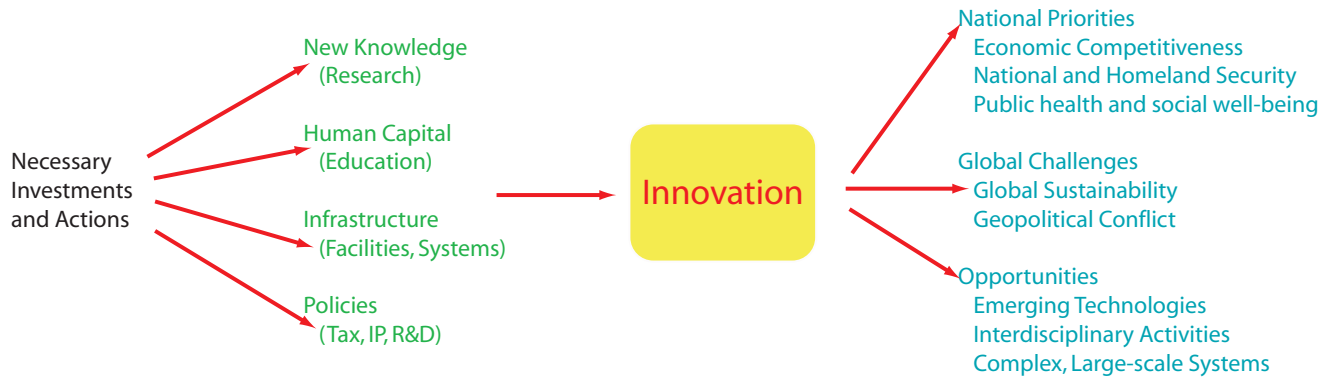 Necessary
Investments
and Actions
New Knowledge
(Research)
Human Capital
(Education)
Infrastructure
(Facilities, Systems)
Policies
(Tax, IP, R&D)
Innovation
National Priorities
Economic Competitiveness
National and Homeland Security
Public health and social well-being
Global Challenges
Global Sustainability
Geopolitical Conflict
Opportunities
Emerging Technologies
Interdisciplinary Activities
Complex, Large-scale Systems